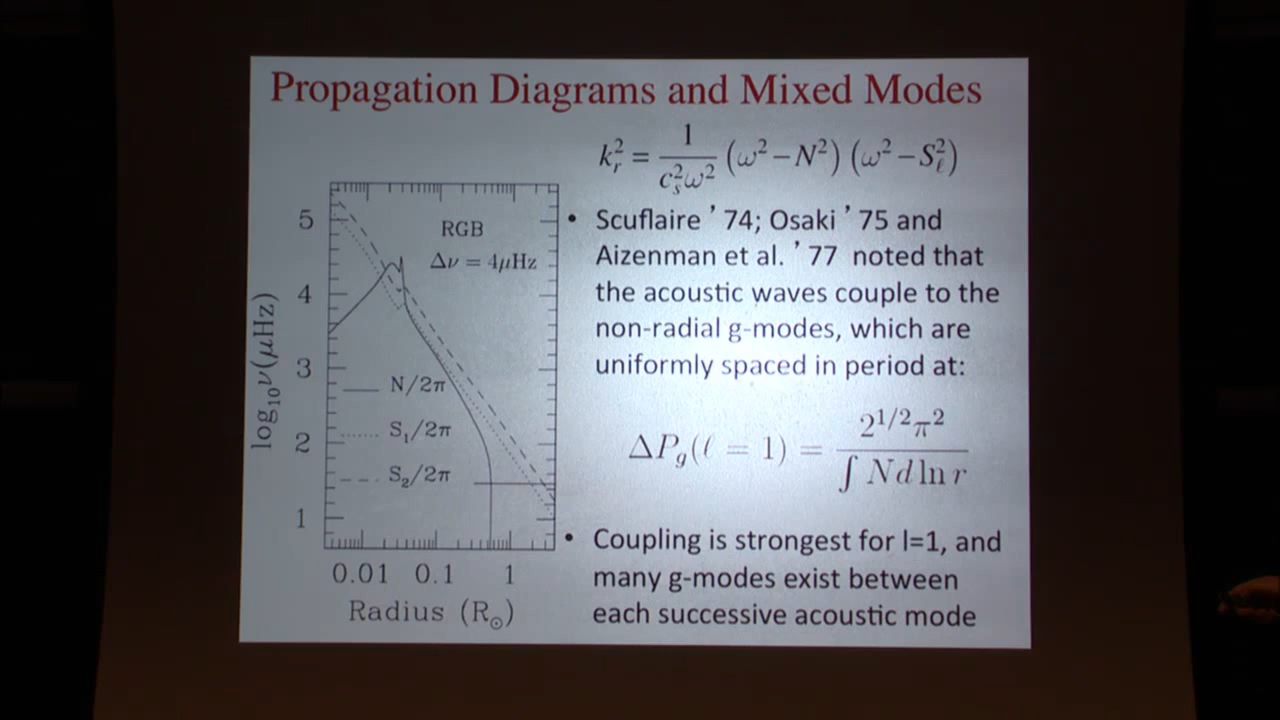 Propagation Diagrams and Mixed Modes
k_r^2 = 1/(c_s^2 ω^2) (ω^2 − N^2) (ω^2 − S_ℓ^2)
• Scuflaire ’ 74; Osaki ’ 75 and
Aizenman et al. ’ 77 noted that
the acoustic waves couple to the
non-radial g-modes, which are
uniformly spaced in period at:
ΔP_g(ℓ = 1) = 2^{1/2}π^2 / ∫ N d ln r
• Coupling is strongest for l=1, and
many g-modes exist between
each successive acoustic mode
RGB
Δν = 4μHz
N/2π
S_1/2π
S_2/2π
log_10 ν(μHz)
5
4
3
2
1
0.01 0.1 1
Radius (R_⊙)